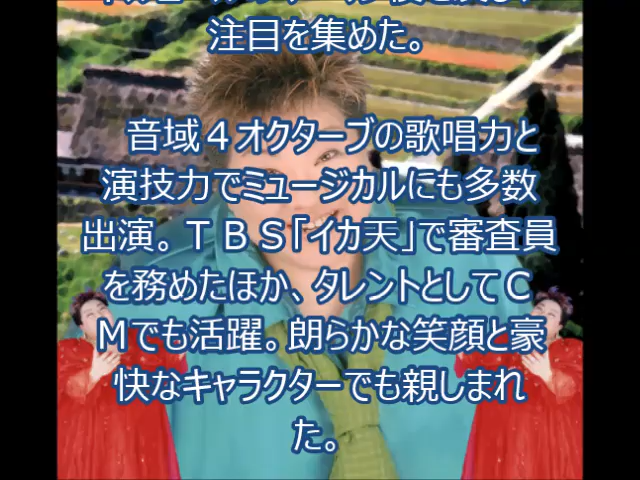 注目を集めた。
音域４オクターブの歌唱力と
演技力でミュージカルにも多数
出演。ＴＢＳ「イカ天」で審査員
を務めたほか、タレントとしてＣ
Ｍでも活躍。朗らかな笑顔と豪
快なキャラクターでも親しまれ
た。